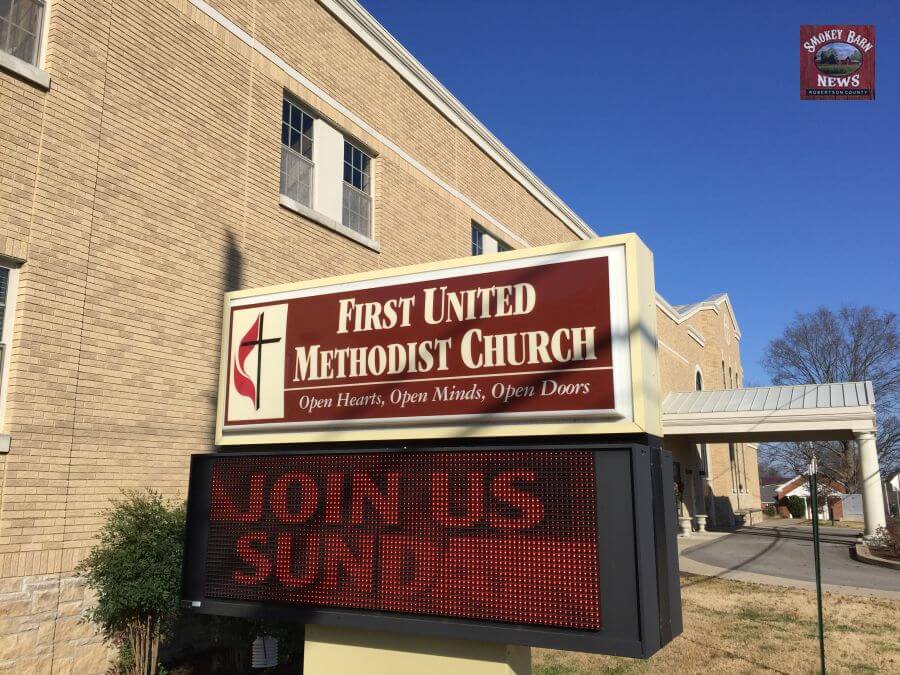 SMOKEY BARN
NEWS
ROBERTSON COUNTY
FIRST UNITED
METHODIST CHURCH
Open Hearts, Open Minds, Open Doors
JOIN US
SUND